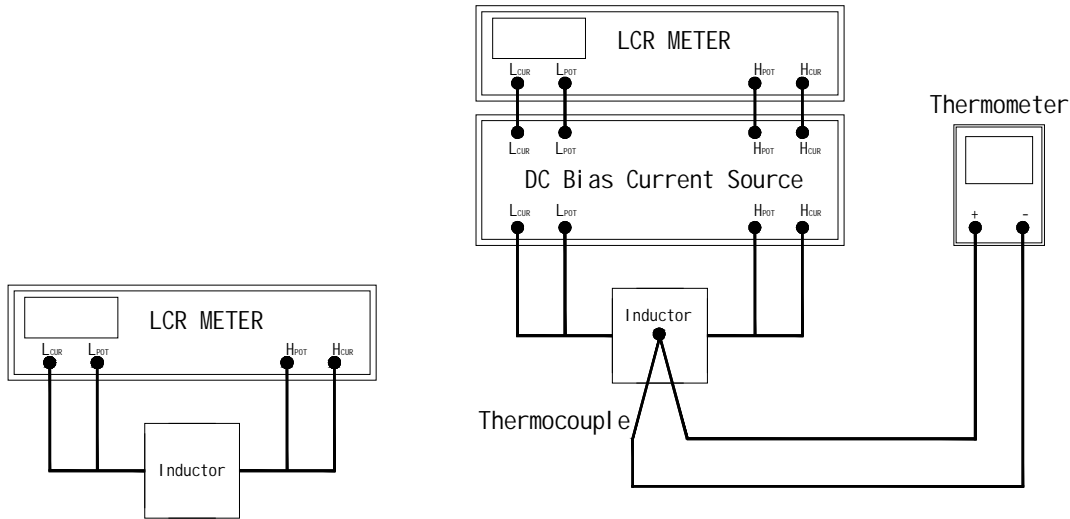 LCR METER
LCUR LPOT HPOT HCUR
LCUR LPOT HPOT HCUR
DC Bias Current Source
LCUR LPOT HPOT HCUR
Inductor
Thermocouple
Thermometer
+ -
LCR METER
LCUR LPOT HPOT HCUR
Inductor